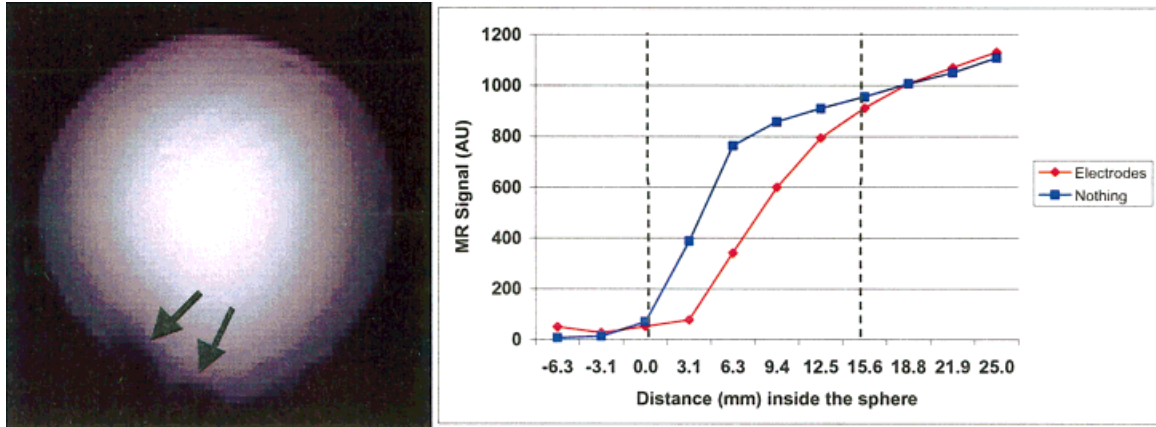 1200
1000
800
600
400
200
0
MR Signal (AU)
-6.3 -3.1 0.0 3.1 6.3 9.4 12.5 15.6 18.8 21.9 25.0
Distance (mm) inside the sphere
Electrodes
Nothing